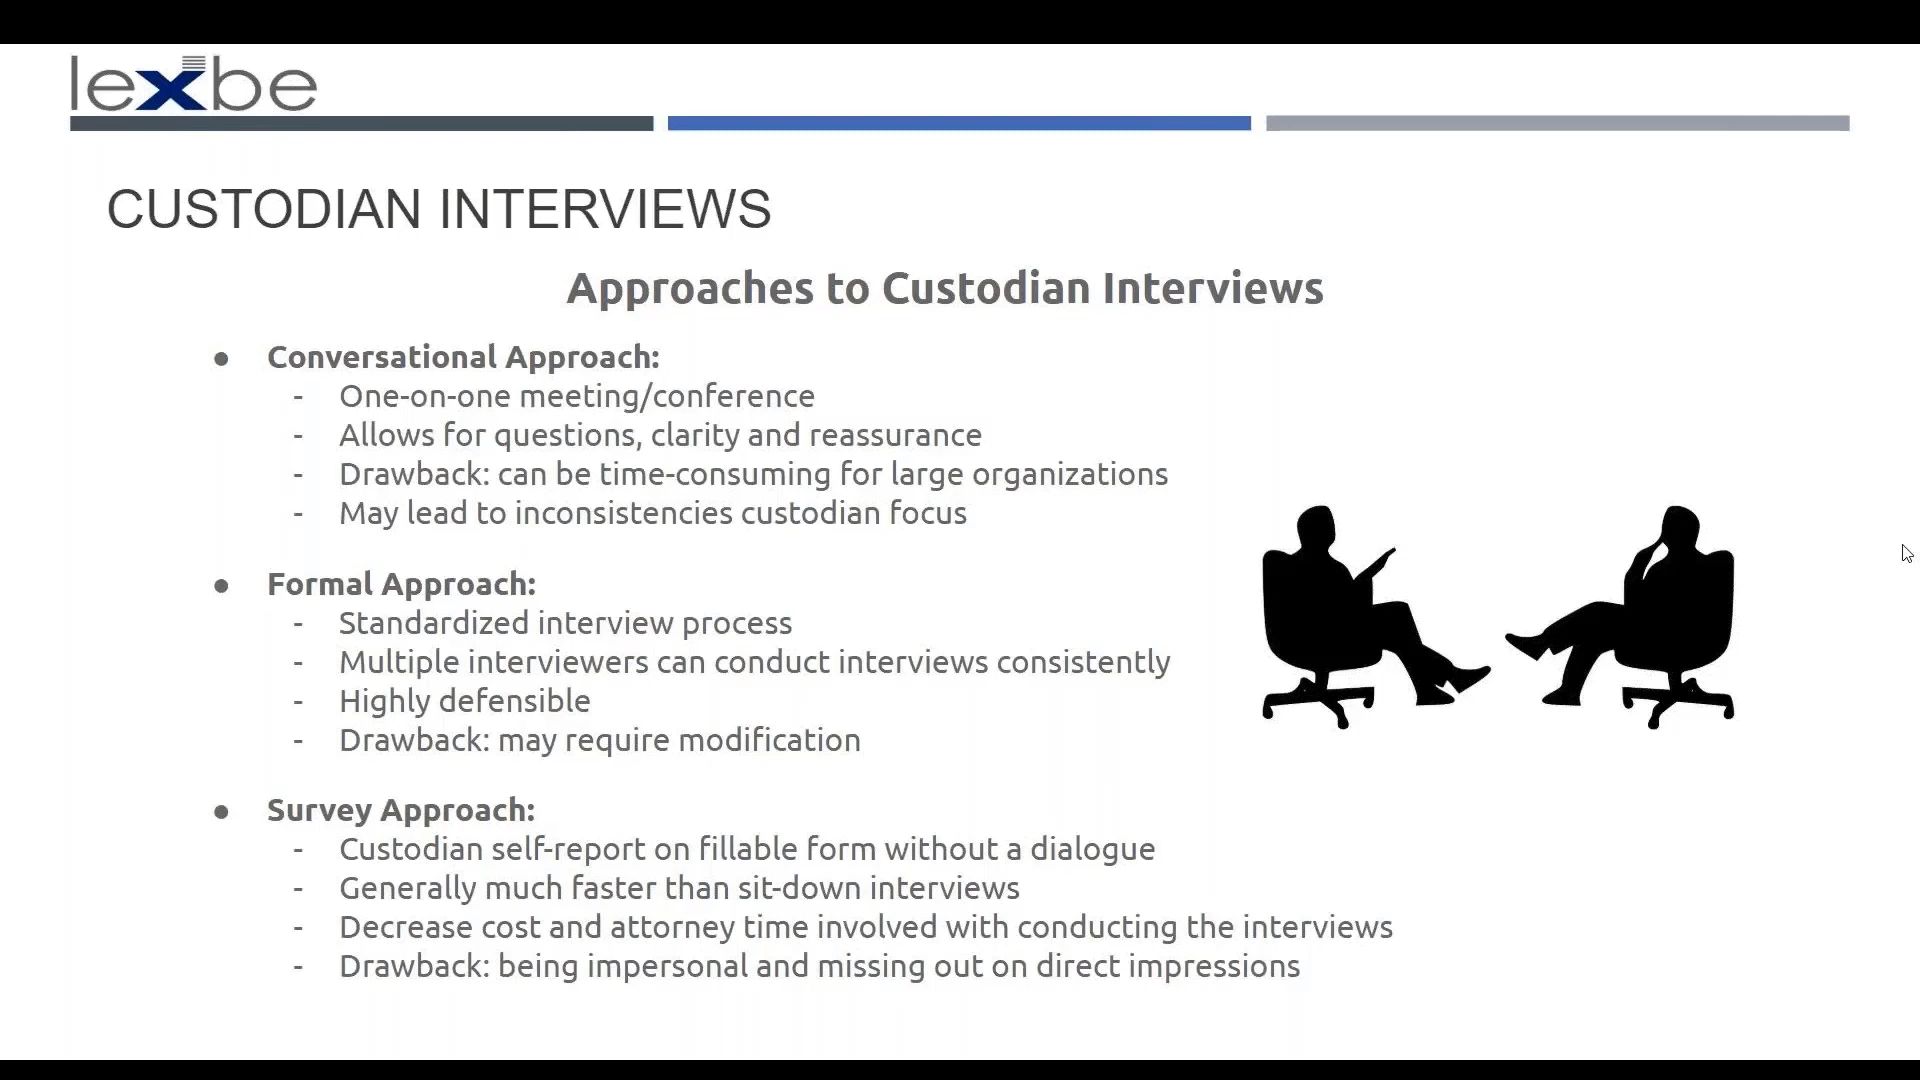 lexbe
CUSTODIAN INTERVIEWS
Approaches to Custodian Interviews
● Conversational Approach:
- One-on-one meeting/conference
- Allows for questions, clarity and reassurance
- Drawback: can be time-consuming for large organizations
- May lead to inconsistencies custodian focus
● Formal Approach:
- Standardized interview process
- Multiple interviewers can conduct interviews consistently
- Highly defensible
- Drawback: may require modification
● Survey Approach:
- Custodian self-report on fillable form without a dialogue
- Generally much faster than sit-down interviews
- Decrease cost and attorney time involved with conducting the interviews
- Drawback: being impersonal and missing out on direct impressions